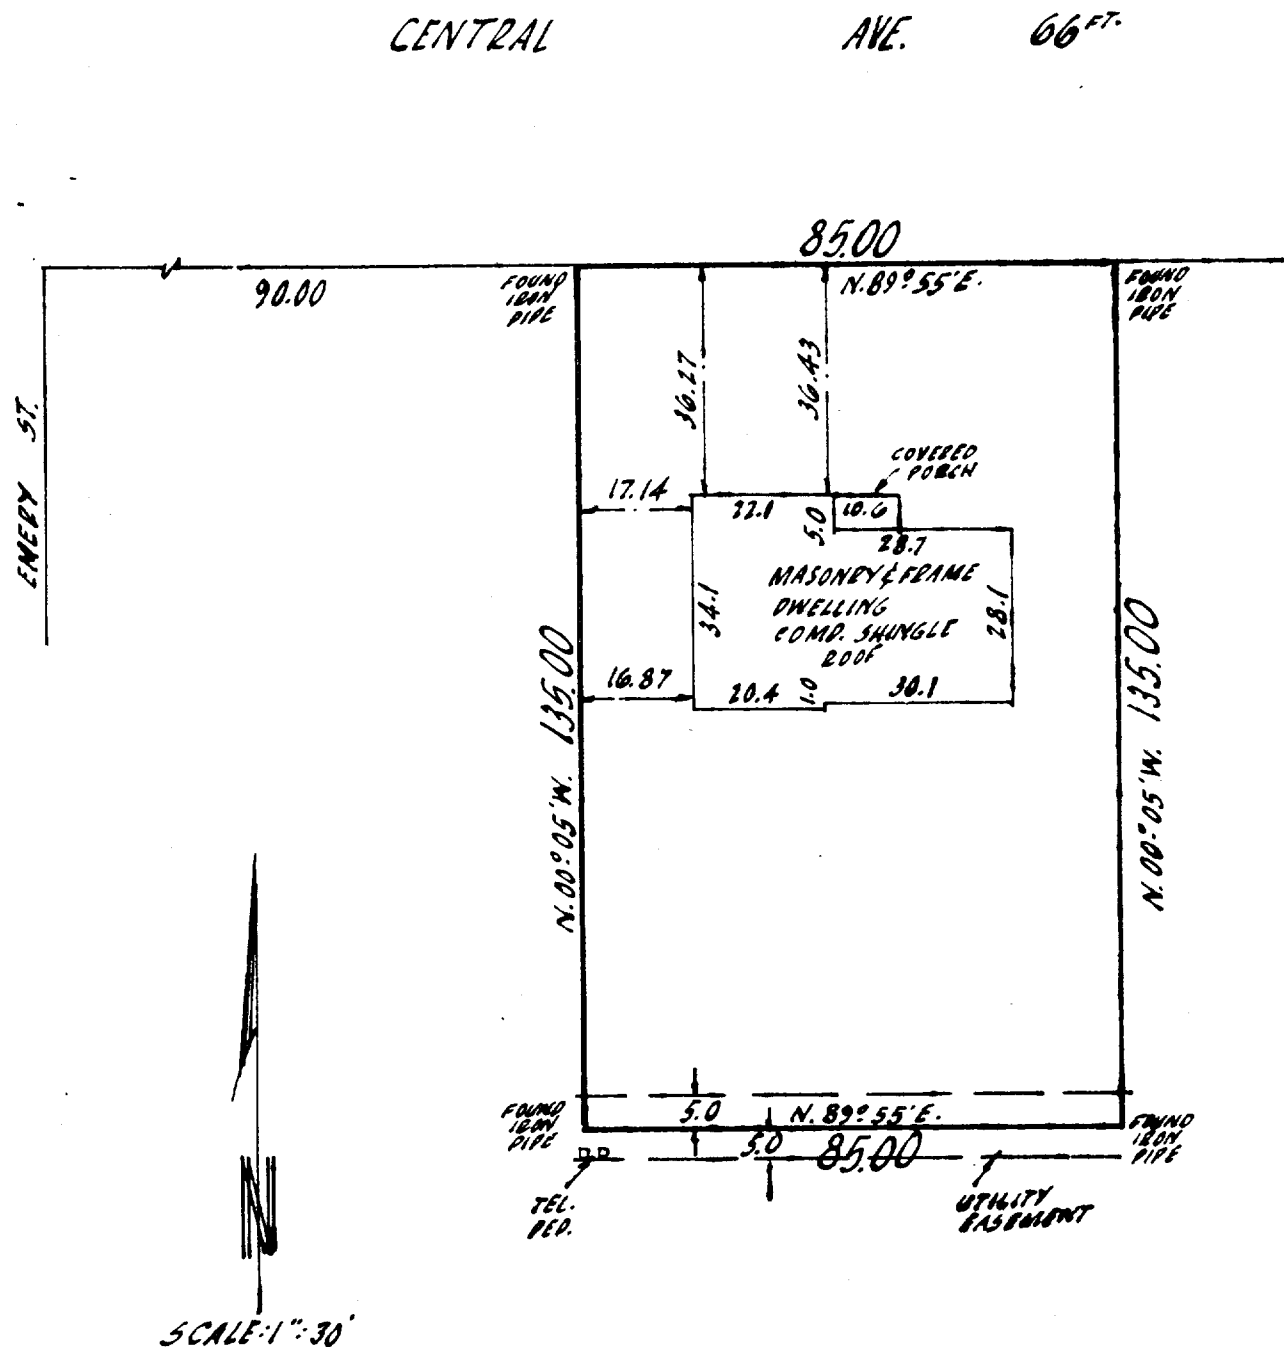 CENTRAL AVE. 66 FT.
85.00
N. 89° 55' E.
90.00
FOUND
IRON
PIPE
FOUND
IRON
PIPE
EMERY ST.
36.27
36.43
COVERED
PORCH
17.14
22.1
5.0
10.6
28.7
MASONRY & FRAME
DWELLING
COMP. SHINGLE
ROOF
34.1
28.1
16.87
20.4
1.0
30.1
N. 00° 05' W. 135.00
N. 00° 05' W. 135.00
FOUND
IRON
PIPE
5.0
N. 89° 55' E.
5.0
85.00
FOUND
IRON
PIPE
TEL.
PED.
UTILITY
EASEMENT
N
SCALE: 1": 30'